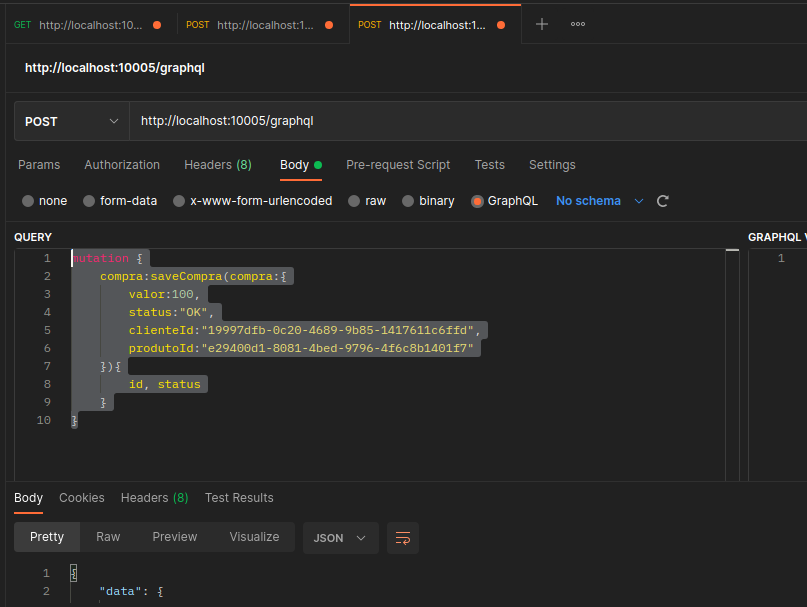 GET http://localhost:10...
POST http://localhost:1...
POST http://localhost:1...
http://localhost:10005/graphql
POST http://localhost:10005/graphql
Params Authorization Headers (8) Body Pre-request Script Tests Settings
none form-data x-www-form-urlencoded raw binary GraphQL No schema
QUERY
GRAPHQL V
1 mutation {
2 compra:saveCompra(compra:{
3 valor:100,
4 status:"OK",
5 clienteId:"19997dfb-0c20-4689-9b85-1417611c6ffd",
6 produtoId:"e29400d1-8081-4bed-9796-4f6c8b1401f7"
7 }){
8 id, status
9 }
10 }
1
Body Cookies Headers (8) Test Results
Pretty Raw Preview Visualize JSON
1 {
2 "data": {